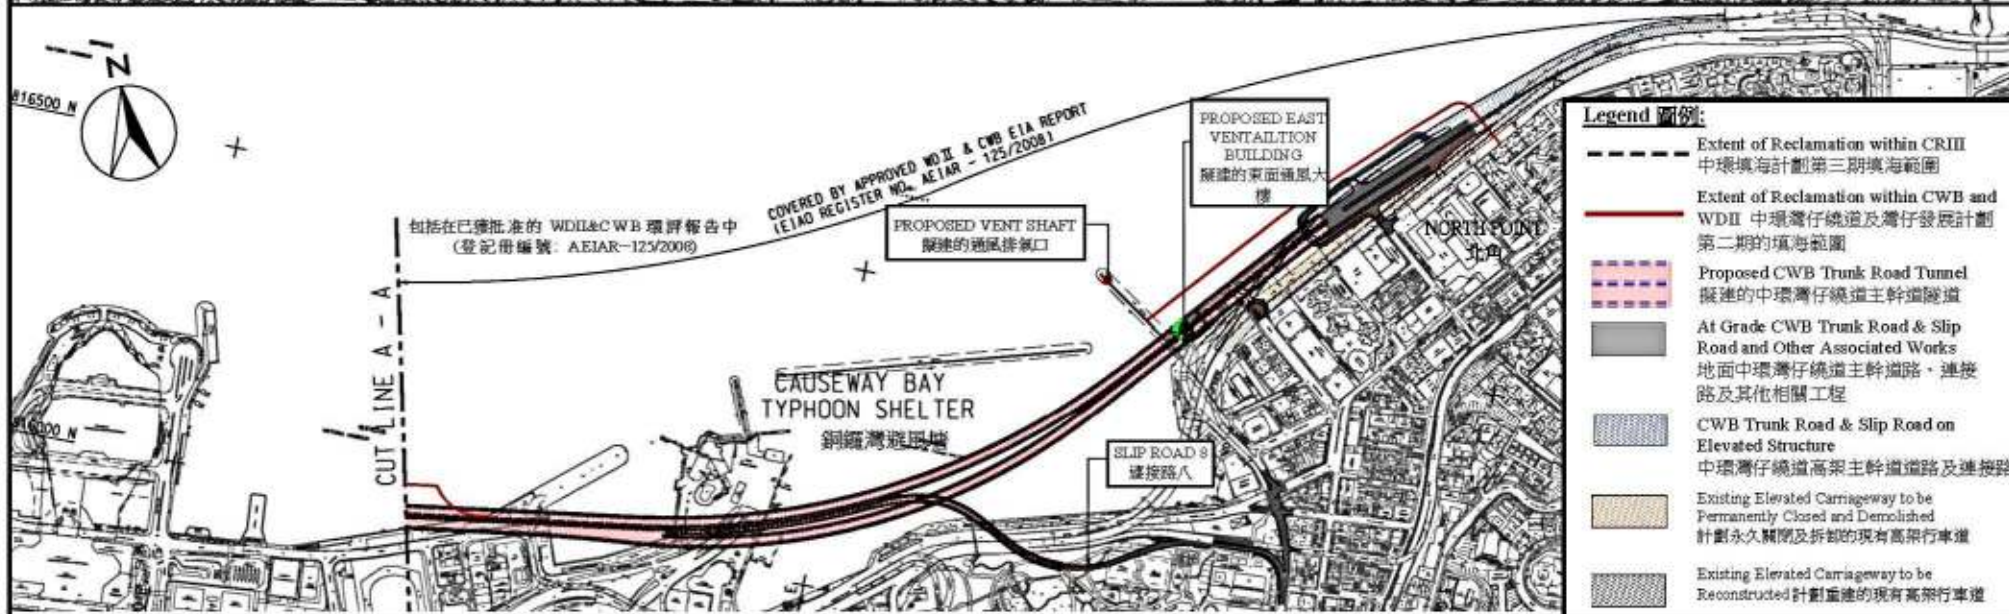 N
816500 N
COVERED BY APPROVED WDII & CWB EIA REPORT
(EIAO REGISTER NO. AEIAR - 125/2008)
包括在已獲批准的 WDII&CWB 環評報告中
(登記冊編號: AEIAR-125/2008)
PROPOSED VENT SHAFT
擬建的通風排氣口
PROPOSED EAST
VENTAILTION
BUILDING
擬建的東面通風大
樓
NORTH POINT
北角
CUT LINE A - A
CAUSEWAY BAY
TYPHOON SHELTER
銅鑼灣避風塘
SLIP ROAD 8
連接路八
816000 N
Legend 圖例:
Extent of Reclamation within CRIII
中環填海計劃第三期填海範圍
Extent of Reclamation within CWB and
WDII 中環灣仔繞道及灣仔發展計劃
第二期的填海範圍
Proposed CWB Trunk Road Tunnel
擬建的中環灣仔繞道主幹道隧道
At Grade CWB Trunk Road & Slip
Road and Other Associated Works
地面中環灣仔繞道主幹道路、連接
路及其他相關工程
CWB Trunk Road & Slip Road on
Elevated Structure
中環灣仔繞道高架主幹道道路及連接路
Existing Elevated Carriageway to be
Permanently Closed and Demolished
計劃永久關閉及拆卸的現有高架行車道
Existing Elevated Carriageway to be
Reconstructed 計劃重建的現有高架行車道